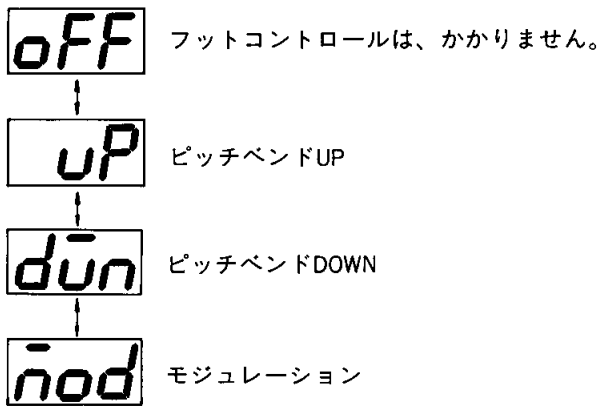 oFF フットコントロールは、かかりません。
uP ピッチベンドUP
dūn ピッチベンドDOWN
n̄od モジュレーション